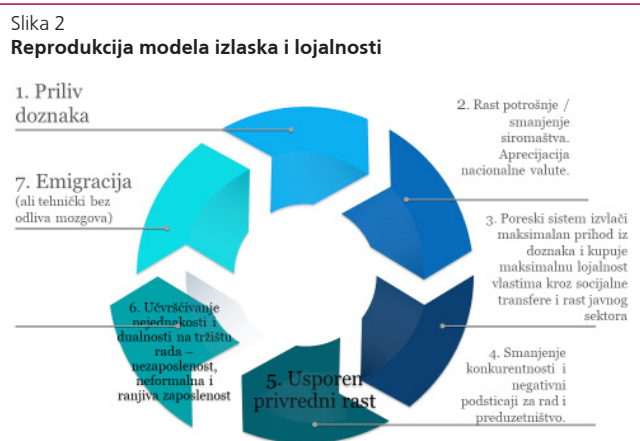 Slika 2
Reprodukcija modela izlaska i lojalnosti
1. Priliv
doznaka
2. Rast potrošnje /
smanjenje
siromaštva.
Aprecijacija
nacionalne valute.
3. Poreski sistem izvlači
maksimalan prihod iz
doznaka i kupuje
maksimalnu lojalnost
vlastima kroz socijalne
transfere i rast javnog
sektora
4. Smanjenje
konkurentnosti i
negativni
podsticaji za rad i
preduzetništvo.
5. Usporen
privredni rast
6. Učvršćivanje
nejednakosti i
dualnosti na tržištu
rada –
nezaposlenost,
neformalna i
ranjiva zaposlenost
7. Emigracija
(ali tehnički bez
odliva mozgova)